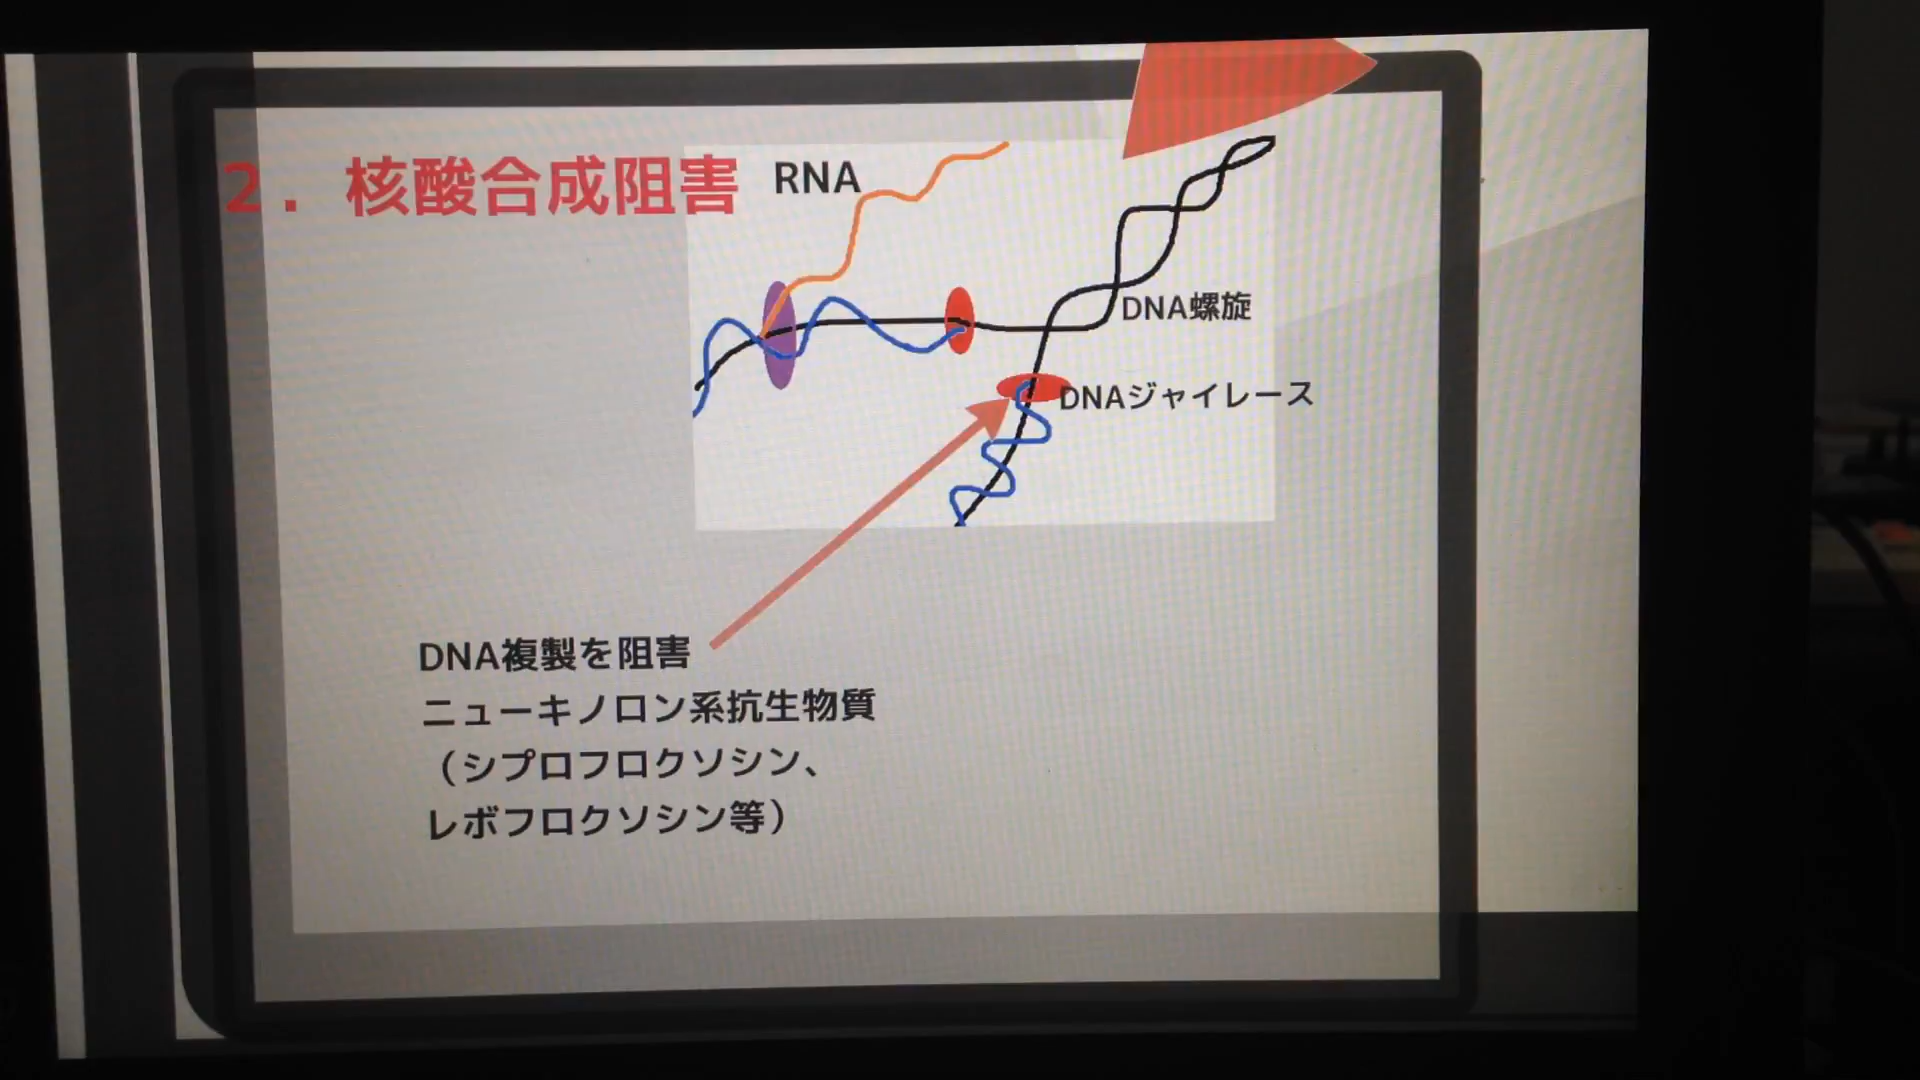 2．核酸合成阻害
RNA
DNA螺旋
DNAジャイレース
DNA複製を阻害
ニューキノロン系抗生物質
（シプロフロクソシン、
レボフロクソシン等）